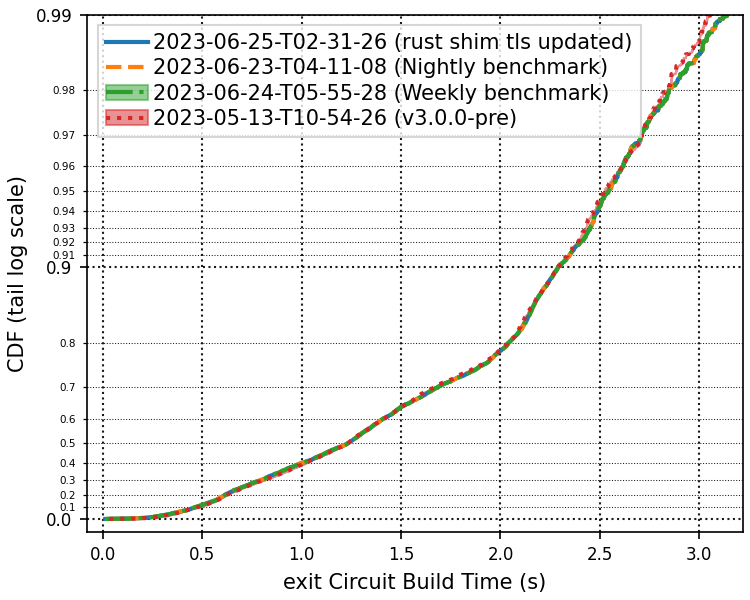 0.99
2023-06-25-T02-31-26 (rust shim tls updated)
2023-06-23-T04-11-08 (Nightly benchmark)
2023-06-24-T05-55-28 (Weekly benchmark)
2023-05-13-T10-54-26 (v3.0.0-pre)
0.98
0.97
0.96
0.95
0.94
0.93
0.92
0.91
0.9
0.8
0.7
0.6
0.5
0.4
0.3
0.2
0.1
0.0
CDF (tail log scale)
0.0 0.5 1.0 1.5 2.0 2.5 3.0
exit Circuit Build Time (s)